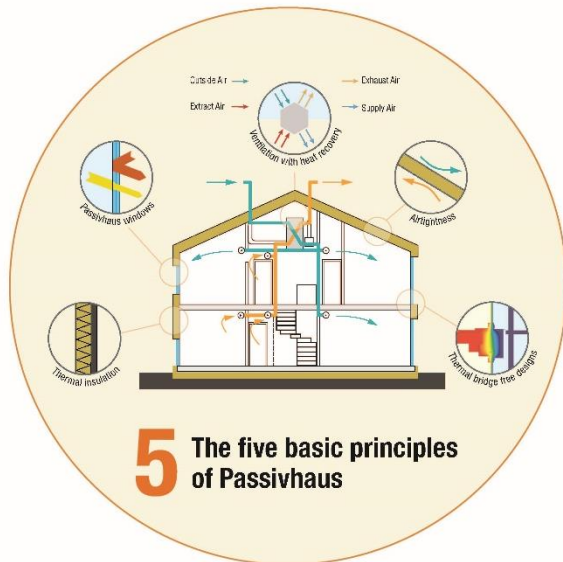 Outside Air
Exhaust Air
Extract Air
Supply Air
Ventilation with heat recovery
Passivhaus windows
Airtightness
Thermal insulation
Thermal bridge free designs
5 The five basic principles
of Passivhaus